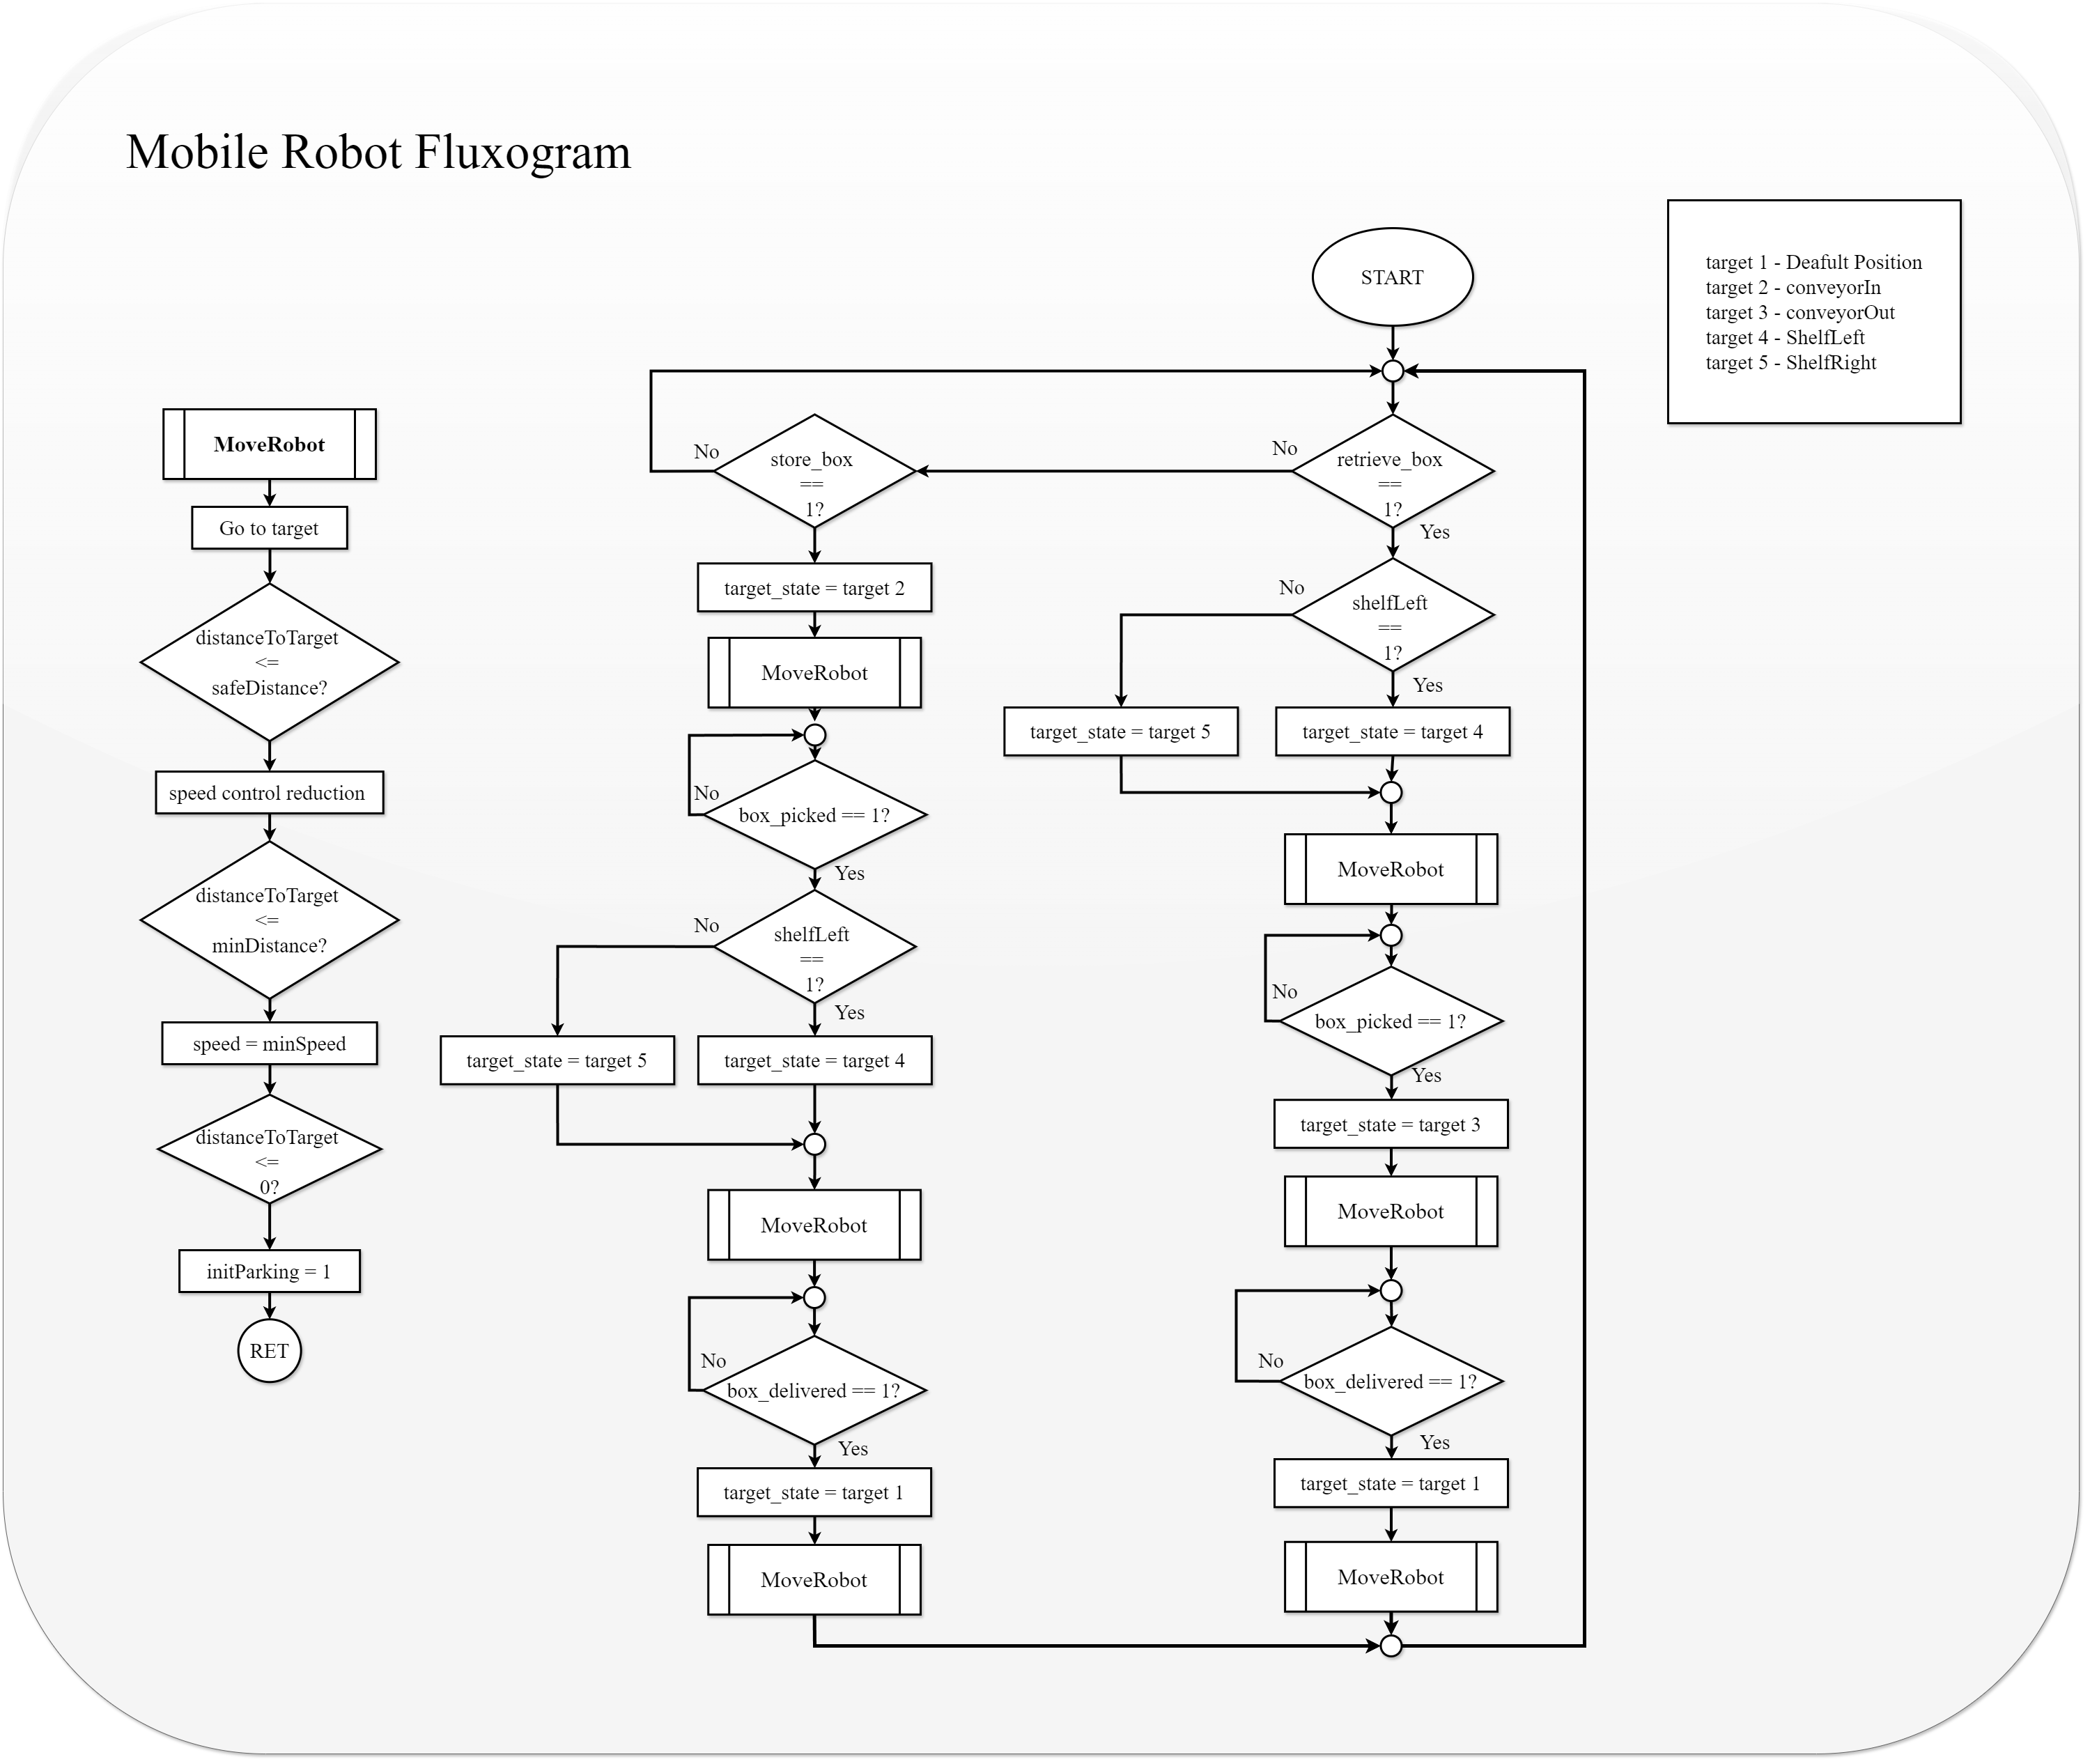 Mobile Robot Fluxogram
target 1 - Deafult Position
target 2 - conveyorIn
target 3 - conveyorOut
target 4 - ShelfLeft
target 5 - ShelfRight
MoveRobot
Go to target
distanceToTarget
<=
safeDistance?
speed control reduction
distanceToTarget
<=
minDistance?
speed = minSpeed
distanceToTarget
<=
0?
initParking = 1
RET
START
retrieve_box
==
1?
No
Yes
store_box
==
1?
No
target_state = target 2
MoveRobot
box_picked == 1?
No
Yes
shelfLeft
==
1?
No
Yes
target_state = target 5
target_state = target 4
MoveRobot
box_delivered == 1?
No
Yes
target_state = target 1
MoveRobot
shelfLeft
==
1?
No
Yes
target_state = target 5
target_state = target 4
MoveRobot
box_picked == 1?
No
Yes
target_state = target 3
MoveRobot
box_delivered == 1?
No
Yes
target_state = target 1
MoveRobot